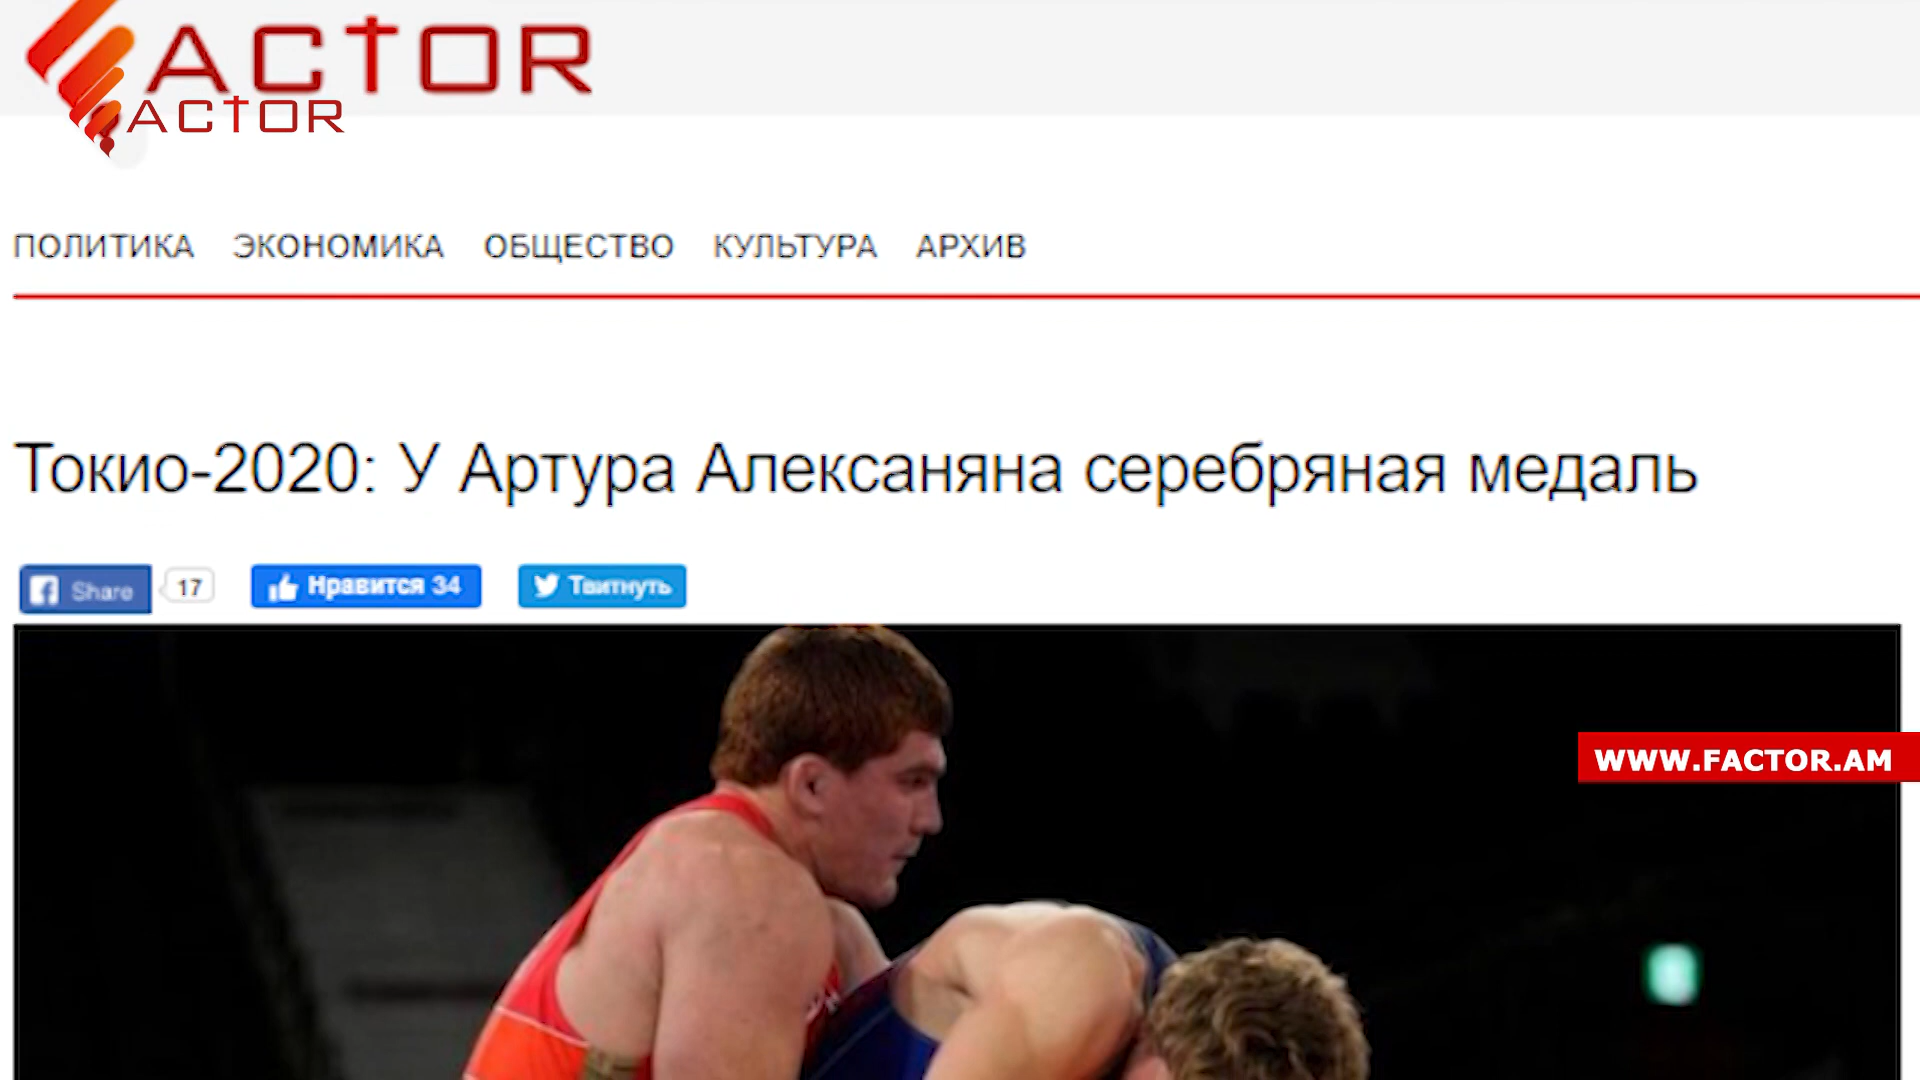 ACTOR
ACTOR
ПОЛИТИКА ЭКОНОМИКА ОБЩЕСТВО КУЛЬТУРА АРХИВ
Токио-2020: У Артура Алексаняна серебряная медаль
Share 17 Нравится 34 Твитнуть
WWW.FACTOR.AM